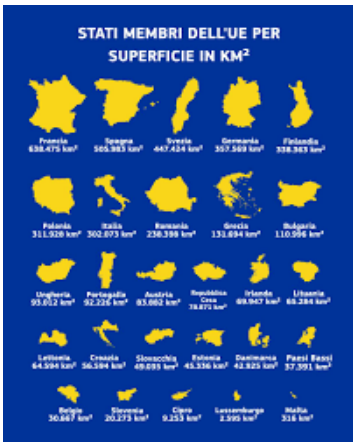 STATI MEMBRI DELL'UE PER
SUPERFICIE IN KM²
Francia Spagna Svezia Germania Finlandia
638.475 km² 505.983 km² 447.424 km² 357.569 km² 338.363 km²
Polonia Italia Romania Grecia Bulgaria
311.928 km² 302.073 km² 238.398 km² 131.694 km² 110.996 km²
Ungheria Portogallo Austria Repubblica Ceca Irlanda Lituania
93.012 km² 92.226 km² 83.882 km² 78.871 km² 69.947 km² 65.284 km²
Lettonia Croazia Slovacchia Estonia Danimarca Paesi Bassi
64.594 km² 56.594 km² 49.035 km² 45.336 km² 42.925 km² 37.391 km²
Belgio Slovenia Cipro Lussemburgo Malta
30.667 km² 20.273 km² 9.253 km² 2.595 km² 316 km²